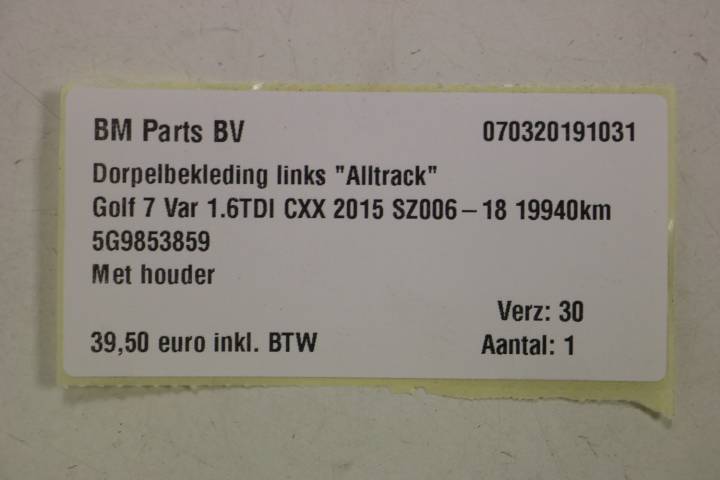 BM Parts BV 070320191031
Dorpelbekleding links "Alltrack"
Golf 7 Var 1.6TDI CXX 2015 SZ006-18 19940km
5G9853859
Met houder
Verz: 30
39,50 euro inkl. BTW Aantal: 1